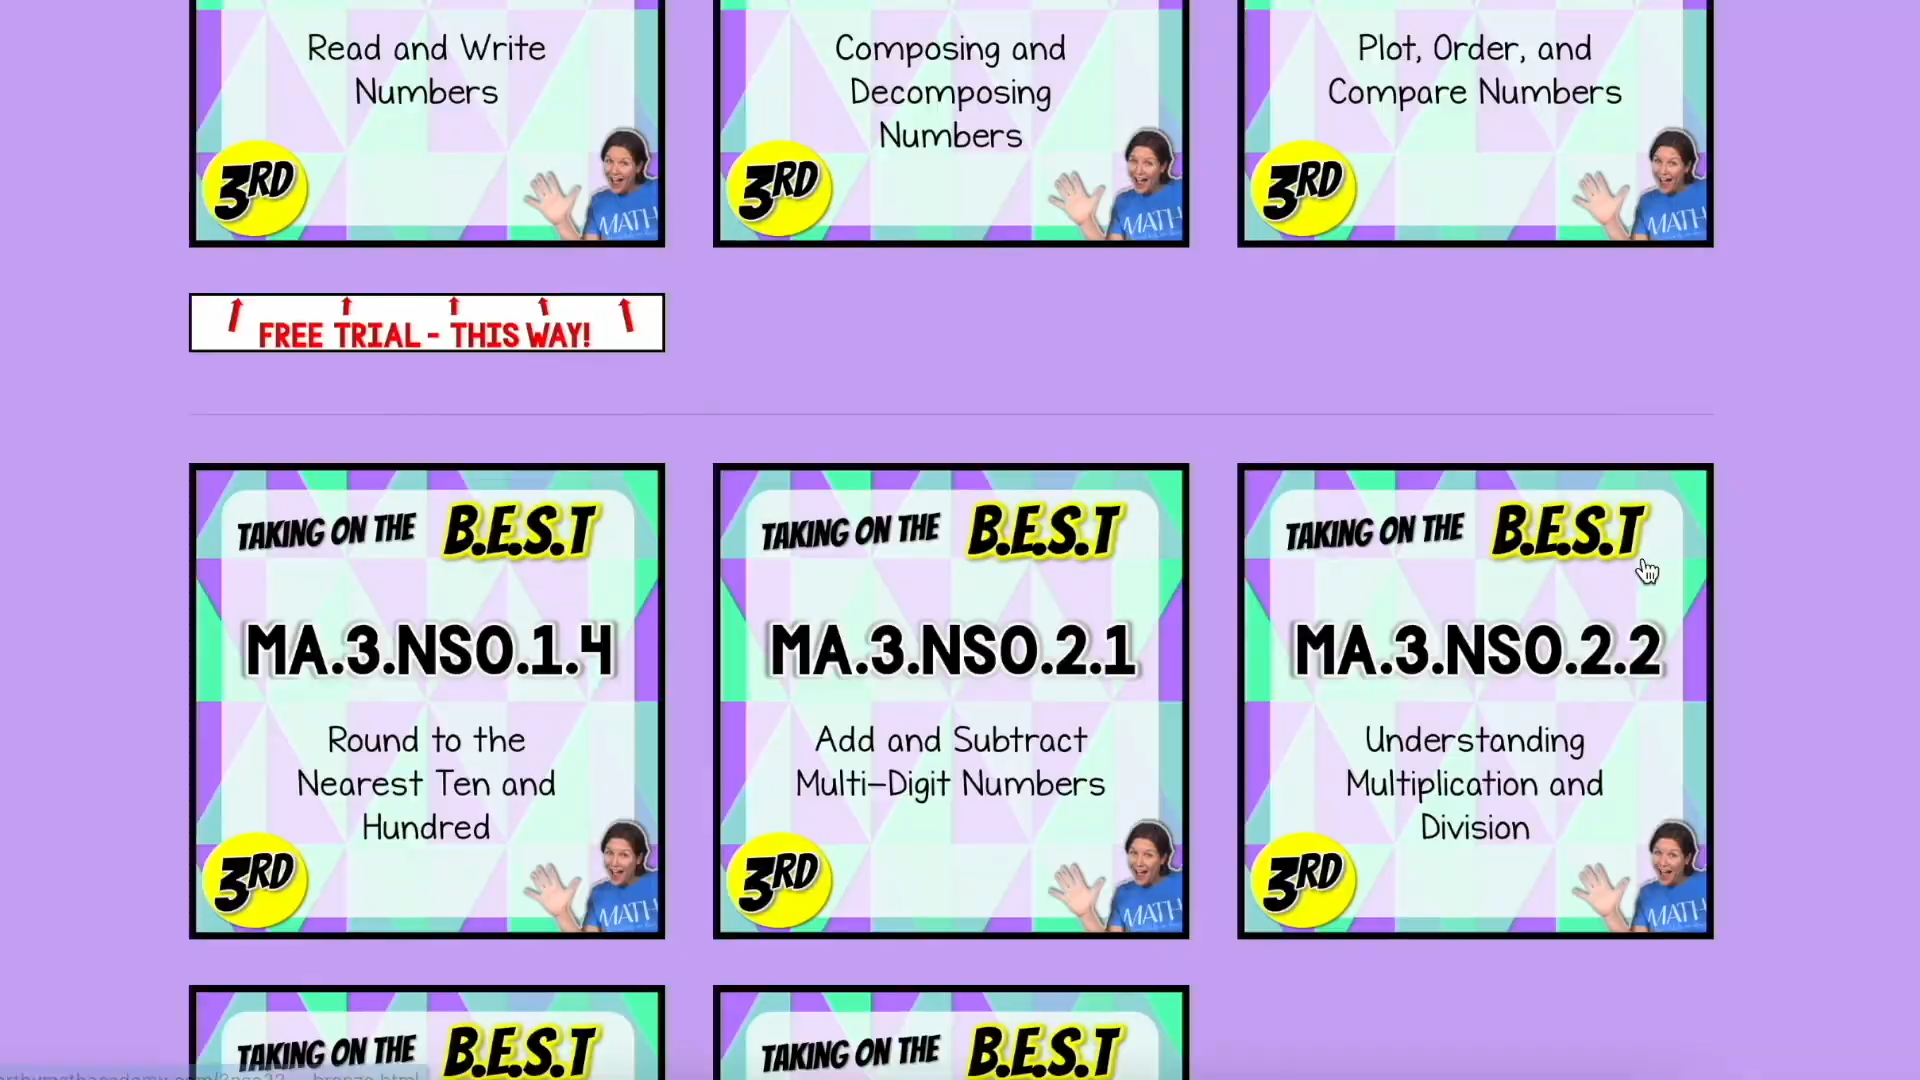 Read and Write
Numbers
3RD
MATH
Composing and
Decomposing
Numbers
3RD
MATH
Plot, Order, and
Compare Numbers
3RD
MATH
FREE TRIAL - THIS WAY!
TAKING ON THE B.E.S.T
MA.3.NSO.1.4
Round to the
Nearest Ten and
Hundred
3RD
MATH
TAKING ON THE B.E.S.T
MA.3.NSO.2.1
Add and Subtract
Multi-Digit Numbers
3RD
MATH
TAKING ON THE B.E.S.T
MA.3.NSO.2.2
Understanding
Multiplication and
Division
3RD
MATH
TAKING ON THE B.E.S.T
TAKING ON THE B.E.S.T